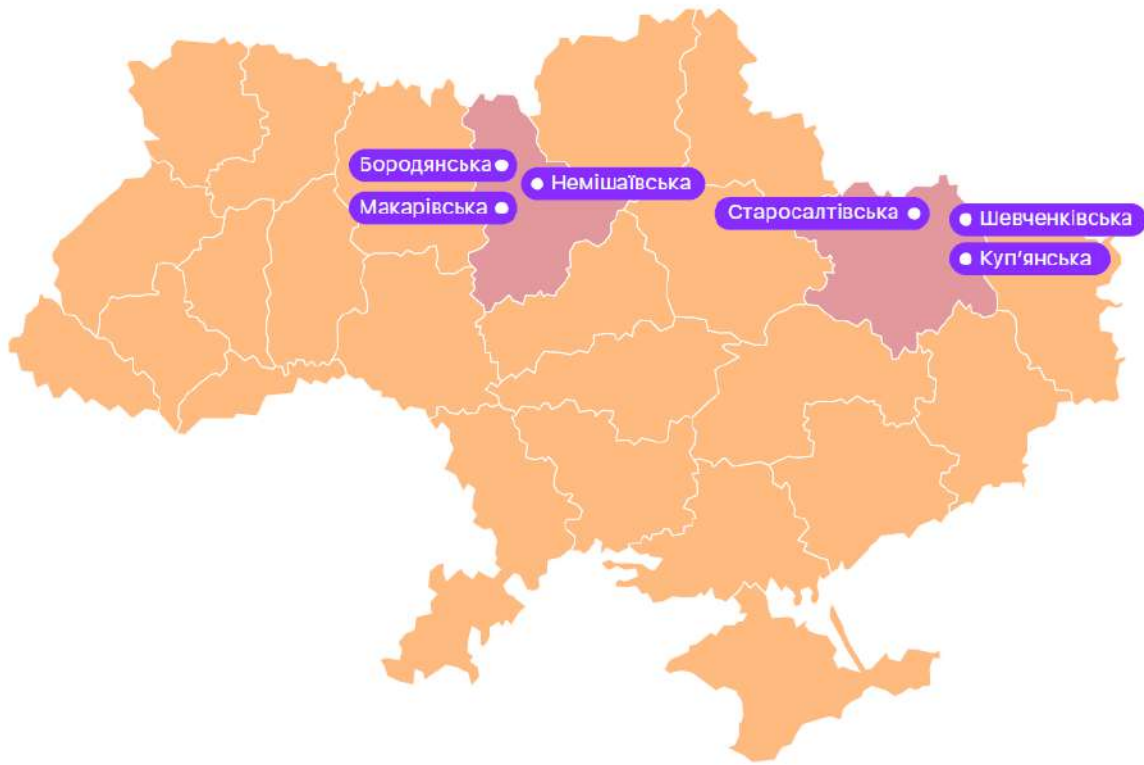 Бородянська
Немішаївська
Макарівська
Старосалтівська
Шевченківська
Куп’янська